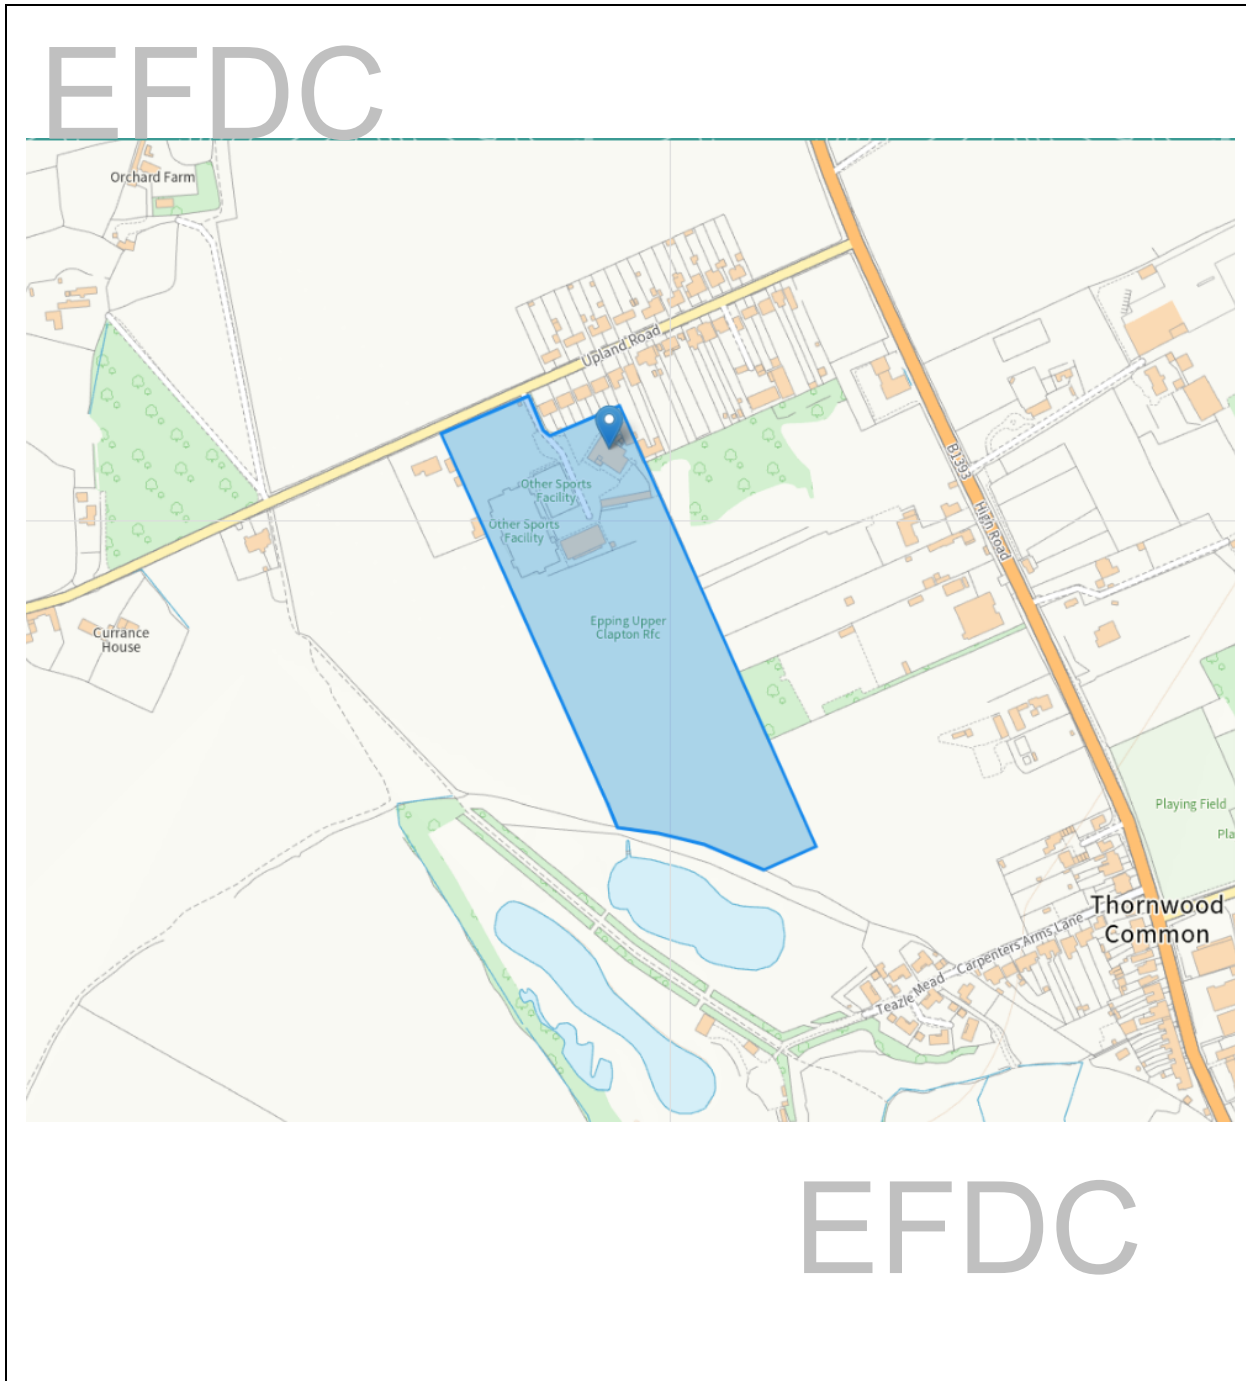 EFDC
Orchard Farm
Upland Road
B1393
High Road
Other Sports
Facility
Other Sports
Facility
Epping Upper
Clapton Rfc
Currance
House
Playing Field
Pla
Thornwood
Common
Carpenters Arms Lane
Teazle Mead
EFDC